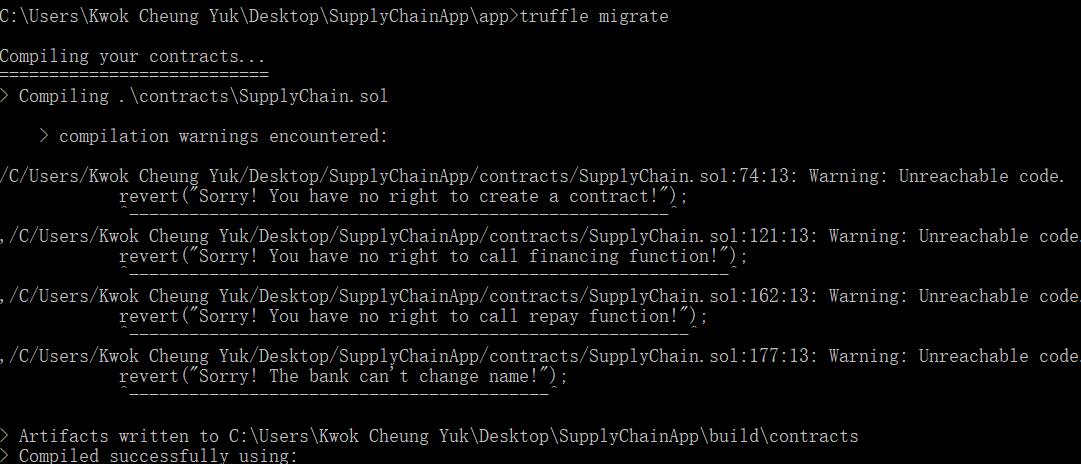 C:\Users\Kwok Cheung Yuk\Desktop\SupplyChainApp\app>truffle migrate
Compiling your contracts...
===========================
> Compiling .\contracts\SupplyChain.sol
> compilation warnings encountered:
/C/Users/Kwok Cheung Yuk/Desktop/SupplyChainApp/contracts/SupplyChain.sol:74:13: Warning: Unreachable code.
revert("Sorry! You have no right to create a contract!");
^------------------------------------------------------^
,/C/Users/Kwok Cheung Yuk/Desktop/SupplyChainApp/contracts/SupplyChain.sol:121:13: Warning: Unreachable code.
revert("Sorry! You have no right to call financing function!");
^------------------------------------------------------------^
,/C/Users/Kwok Cheung Yuk/Desktop/SupplyChainApp/contracts/SupplyChain.sol:162:13: Warning: Unreachable code.
revert("Sorry! You have no right to call repay function!");
^--------------------------------------------------------^
,/C/Users/Kwok Cheung Yuk/Desktop/SupplyChainApp/contracts/SupplyChain.sol:177:13: Warning: Unreachable code.
revert("Sorry! The bank can't change name!");
^------------------------------------------^
> Artifacts written to C:\Users\Kwok Cheung Yuk\Desktop\SupplyChainApp\build\contracts
> Compiled successfully using: